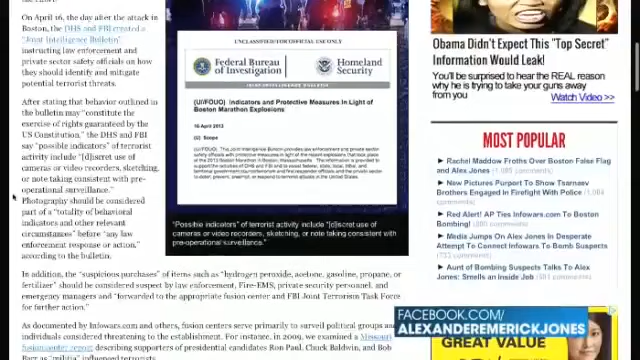 On April 16, the day after the attack in
Boston, the DHS and FBI created a
"Joint Intelligence Bulletin"
instructing law enforcement and
private sector safety officials on how
they should identify and mitigate
potential terrorist threats.
After stating that behavior outlined in
the bulletin may "constitute the
exercise of rights guaranteed by the
US Constitution," the DHS and FBI
say "possible indicators" of terrorist
activity include "[d]iscreet use of
cameras or video recorders, sketching,
or note taking consistent with pre-
operational surveillance."
Photography should be considered
part of a "totality of behavioral
indicators and other relevant
circumstances" before "any law
enforcement response or action,"
according to the bulletin.
UNCLASSIFIED//FOR OFFICIAL USE ONLY
Federal Bureau of Investigation
Homeland Security
JOINT INTELLIGENCE BULLETIN
(U//FOUO) Indicators and Protective Measures in Light of
Boston Marathon Explosions
16 April 2013
(U) Scope
"Possible indicators" of terrorist activity include "[d]iscreet use of
cameras or video recorders, sketching, or note taking consistent with
pre-operational surveillance."
In addition, the "suspicious purchases" of items such as "hydrogen peroxide, acetone, gasoline, propane, or
fertilizer" should be considered suspect by law enforcement, Fire-EMS, private security personnel, and
emergency managers and "forwarded to the appropriate fusion center and FBI Joint Terrorism Task Force
for further action."
As documented by Infowars.com and others, fusion centers serve primarily to surveil political groups and
individuals considered threatening to the establishment. For instance, in 2009, we examined a Missouri
fusion center report describing supporters of presidential candidates Ron Paul, Chuck Baldwin, and Bob
Barr as "militia" influenced terrorists
Obama Didn't Expect This "Top Secret"
Information Would Leak!
You'll be surprised to hear the REAL reason
why he is trying to take your guns away
from you
Watch Video >>
MOST POPULAR
Rachel Maddow Froths Over Boston False Flag
and Alex Jones
New Pictures Purport To Show Tsarnaev
Brothers Engaged in Firefight With Police
Red Alert! AP Ties Infowars.com To Boston
Bombing!
Media Jumps On Alex Jones In Desperate
Attempt To Connect Infowars To Bomb Suspects
Aunt of Bombing Suspects Talks To Alex
Jones: Smells an Inside Job
FACEBOOK.COM/
ALEXANDEREMERICKJONES
GREAT VALUE